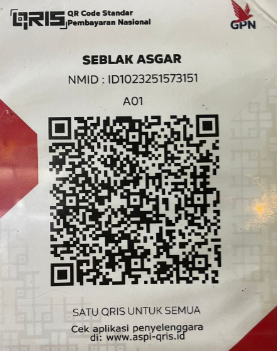 QRIS QR Code Standar
Pembayaran Nasional
GPN
SEBLAK ASGAR
NMID : ID1023251573151
A01
SATU QRIS UNTUK SEMUA
Cek aplikasi penyelenggara
di: www.aspi-qris.id